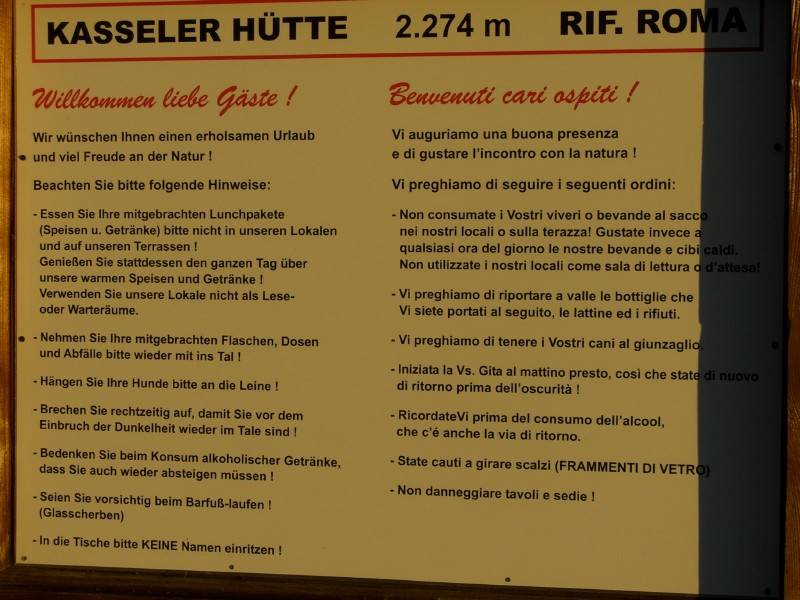 KASSELER HÜTTE 2.274 m RIF. ROMA
Willkommen liebe Gäste !
Wir wünschen Ihnen einen erholsamen Urlaub
und viel Freude an der Natur !
Beachten Sie bitte folgende Hinweise:
- Essen Sie Ihre mitgebrachten Lunchpakete
(Speisen u. Getränke) bitte nicht in unseren Lokalen
und auf unseren Terrassen !
Genießen Sie stattdessen den ganzen Tag über
unsere warmen Speisen und Getränke !
Verwenden Sie unsere Lokale nicht als Lese-
oder Warteräume.
- Nehmen Sie Ihre mitgebrachten Flaschen, Dosen
und Abfälle bitte wieder mit ins Tal !
- Hängen Sie Ihre Hunde bitte an die Leine !
- Brechen Sie rechtzeitig auf, damit Sie vor dem
Einbruch der Dunkelheit wieder im Tale sind !
- Bedenken Sie beim Konsum alkoholischer Getränke,
dass Sie auch wieder absteigen müssen !
- Seien Sie vorsichtig beim Barfuß-laufen !
(Glasscherben)
- In die Tische bitte KEINE Namen einritzen !
Benvenuti cari ospiti !
Vi auguriamo una buona presenza
e di gustare l'incontro con la natura !
Vi preghiamo di seguire i seguenti ordini:
- Non consumate i Vostri viveri o bevande al sacco
nei nostri locali o sulla terazza! Gustate invece a
qualsiasi ora del giorno le nostre bevande e cibi caldi.
Non utilizzate i nostri locali come sala di lettura o d'attesa!
- Vi preghiamo di riportare a valle le bottiglie che
Vi siete portati al seguito, le lattine ed i rifiuti.
- Vi preghiamo di tenere i Vostri cani al giunzaglio.
- Iniziata la Vs. Gita al mattino presto, così che state di nuovo
di ritorno prima dell'oscurità !
- RicordateVi prima del consumo dell'alcool,
che c'é anche la via di ritorno.
- State cauti a girare scalzi (FRAMMENTI DI VETRO)
- Non danneggiare tavoli e sedie !